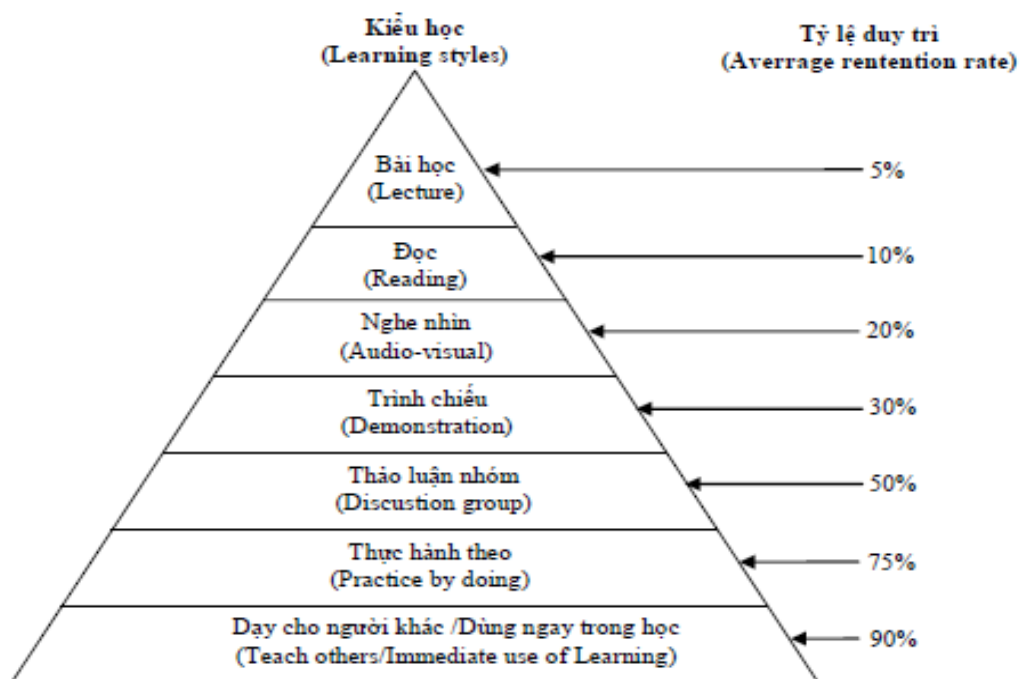 Kiểu học
(Learning styles)
Tỷ lệ duy trì
(Averrage rentention rate)
Bài học
(Lecture)
5%
Đọc
(Reading)
10%
Nghe nhìn
(Audio-visual)
20%
Trình chiếu
(Demonstration)
30%
Thảo luận nhóm
(Discustion group)
50%
Thực hành theo
(Practice by doing)
75%
Dạy cho người khác /Dùng ngay trong học
(Teach others/Immediate use of Learning)
90%